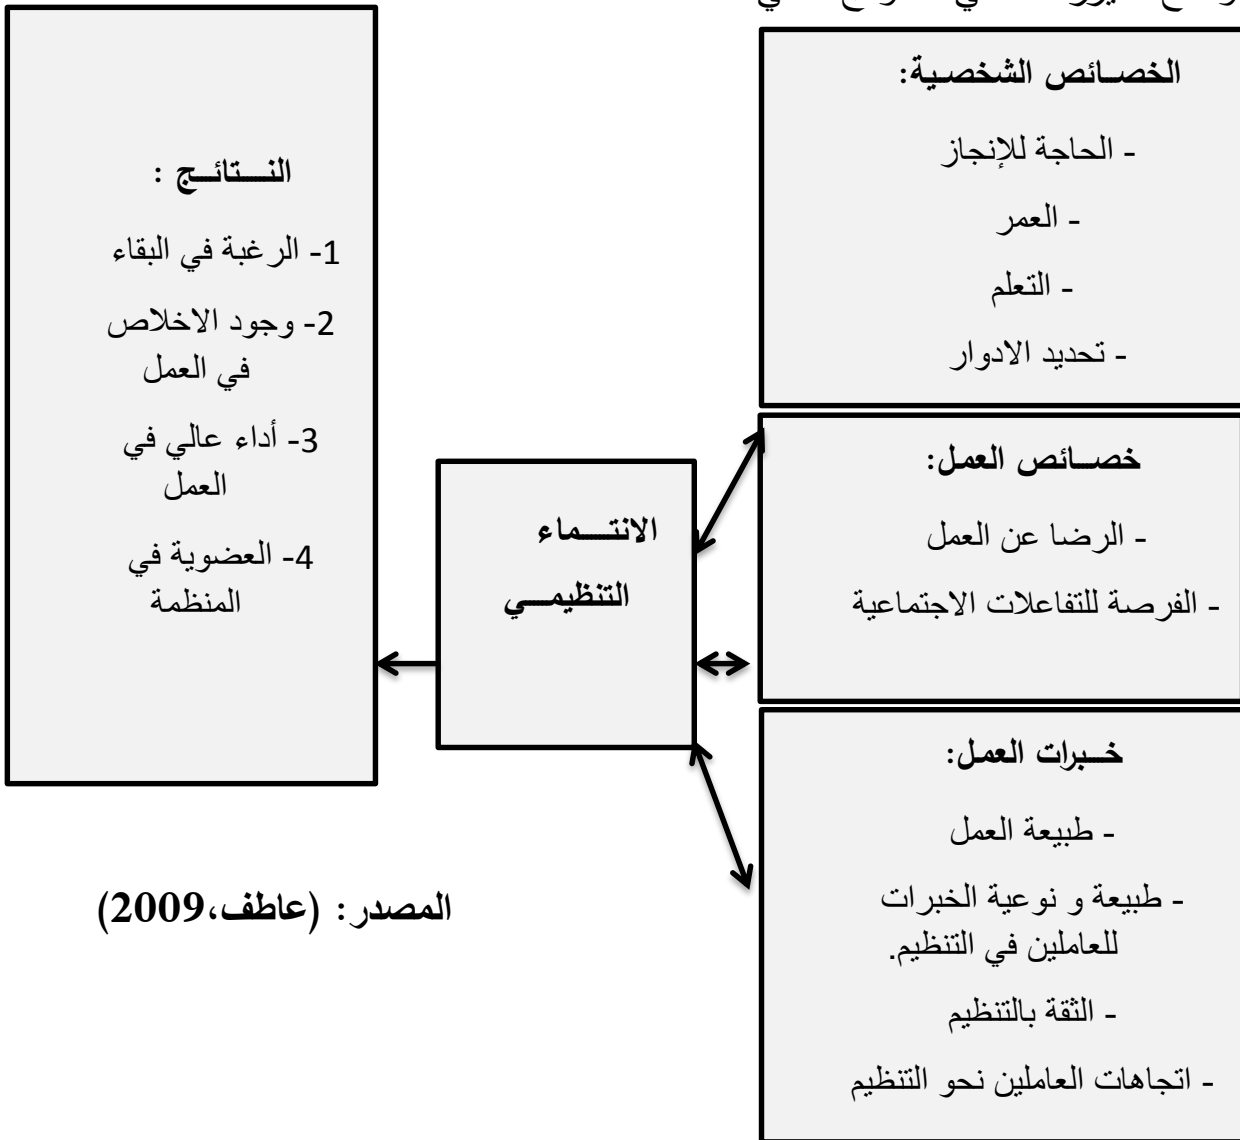 الخصائص الشخصية:
- الحاجة للإنجاز
- العمر
- التعلم
- تحديد الادوار
خصائص العمل:
- الرضا عن العمل
- الفرصة للتفاعلات الاجتماعية
خبرات العمل:
- طبيعة العمل
- طبيعة و نوعية الخبرات
للعاملين في التنظيم.
- الثقة بالتنظيم
- اتجاهات العاملين نحو التنظيم
الانتماء
التنظيمي
النتائج :
1- الرغبة في البقاء
2- وجود الاخلاص
في العمل
3- أداء عالي في
العمل
4- العضوية في
المنظمة
المصدر: (عاطف،2009)